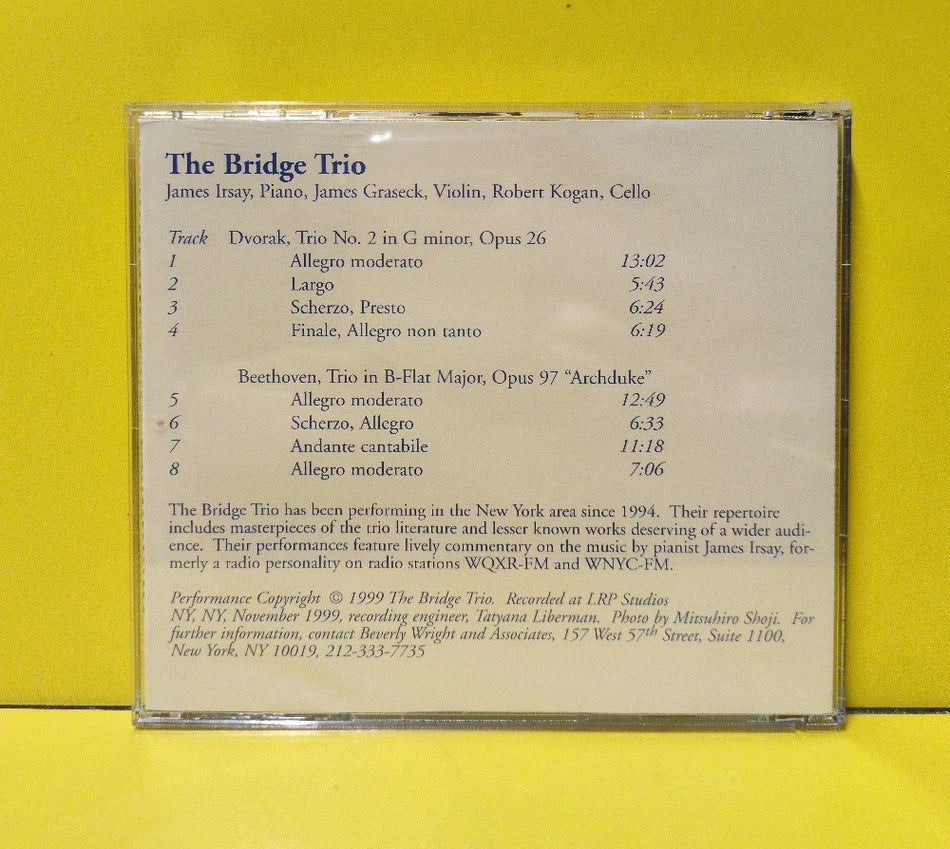 The Bridge Trio
James Irsay, Piano, James Graseck, Violin, Robert Kogan, Cello
Track Dvorak, Trio No. 2 in G minor, Opus 26
1 Allegro moderato 13:02
2 Largo 5:43
3 Scherzo, Presto 6:24
4 Finale, Allegro non tanto 6:19
Beethoven, Trio in B-Flat Major, Opus 97 “Archduke”
5 Allegro moderato 12:49
6 Scherzo, Allegro 6:33
7 Andante cantabile 11:18
8 Allegro moderato 7:06
The Bridge Trio has been performing in the New York area since 1994. Their repertoire
includes masterpieces of the trio literature and lesser known works deserving of a wider audi-
ence. Their performances feature lively commentary on the music by pianist James Irsay, for-
merly a radio personality on radio stations WQXR-FM and WNYC-FM.
Performance Copyright © 1999 The Bridge Trio. Recorded at LRP Studios
NY, NY, November 1999, recording engineer, Tatyana Liberman. Photo by Mitsuhiro Shoji. For
further information, contact Beverly Wright and Associates, 157 West 57th Street, Suite 1100,
New York, NY 10019, 212-333-7735